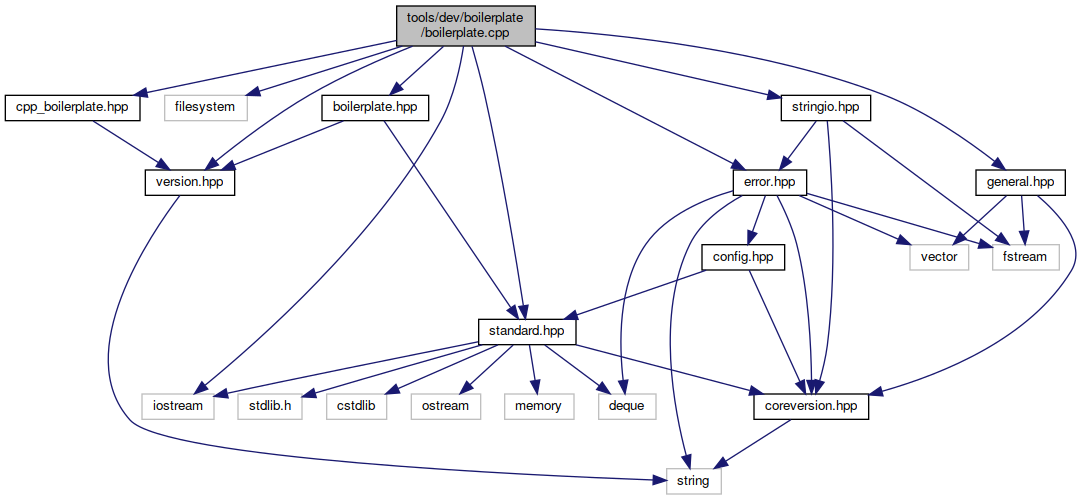 tools/dev/boilerplate
/boilerplate.cpp
cpp_boilerplate.hpp
filesystem
boilerplate.hpp
stringio.hpp
version.hpp
error.hpp
general.hpp
config.hpp
vector
fstream
standard.hpp
iostream
stdlib.h
cstdlib
ostream
memory
deque
coreversion.hpp
string